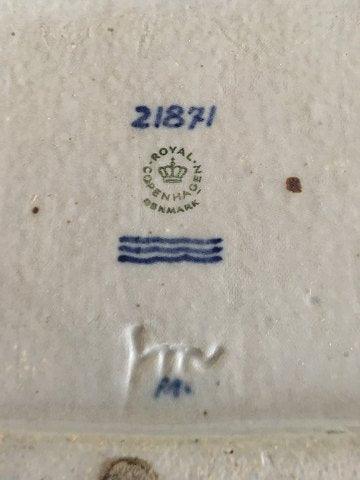 21871
ROYAL
COPENHAGEN
DENMARK
M.